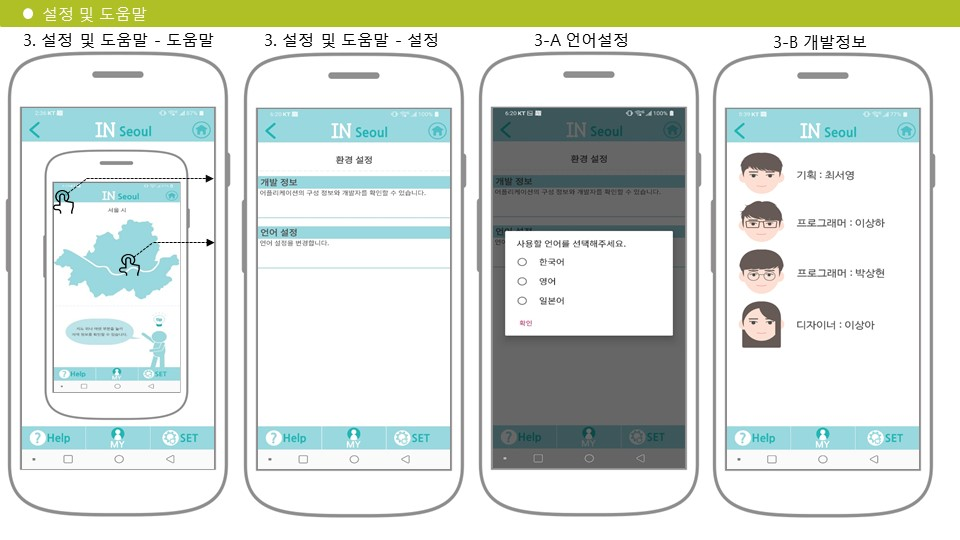 설정 및 도움말
3. 설정 및 도움말 - 도움말
3. 설정 및 도움말 - 설정
3-A 언어설정
3-B 개발정보
IN Seoul
IN Seoul
서울 시
Help
MY
SET
Help
MY
SET
6:20 KT
100%
IN Seoul
환경 설정
개발 정보
어플리케이션의 구성 정보와 개발자를 확인할 수 있습니다.
언어 설정
언어 설정을 변경합니다.
Help
MY
SET
6:20 KT
100%
IN Seoul
환경 설정
개발 정보
어플리케이션의 구성 정보와 개발자를 확인할 수 있습니다.
사용할 언어를 선택해주세요.
한국어
영어
일본어
확인
Help
MY
SET
77%
IN Seoul
기획 : 최서영
프로그래머 : 이상하
프로그래머 : 박상현
디자이너 : 이상아
Help
MY
SET